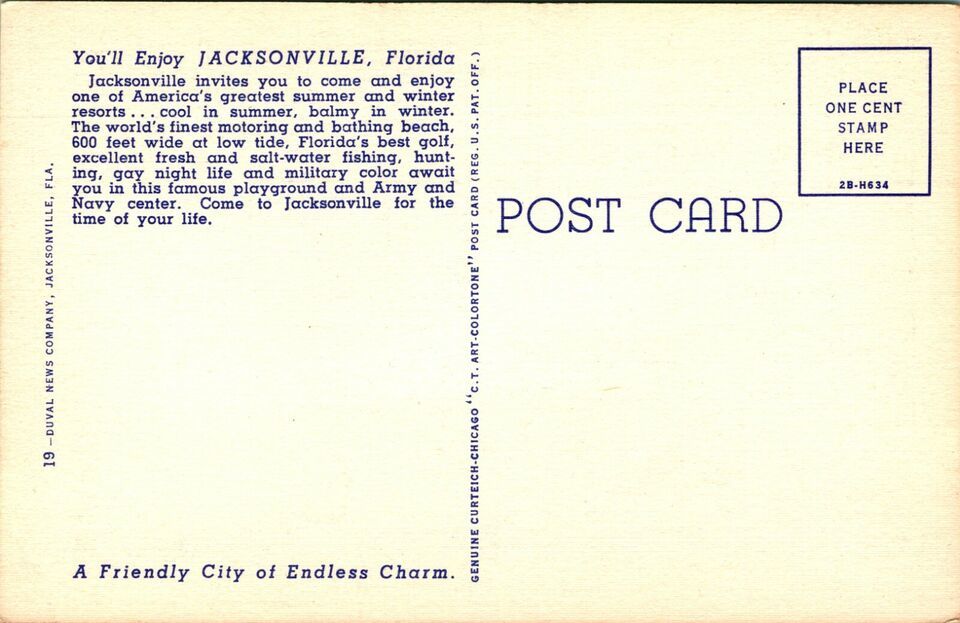 You'll Enjoy JACKSONVILLE, Florida
Jacksonville invites you to come and enjoy
one of America's greatest summer and winter
resorts . . . cool in summer, balmy in winter.
The world's finest motoring and bathing beach,
600 feet wide at low tide, Florida's best golf,
excellent fresh and salt-water fishing, hunt-
ing, gay night life and military color await
you in this famous playground and Army and
Navy center. Come to Jacksonville for the
time of your life.
A Friendly City of Endless Charm.
19—DUVAL NEWS COMPANY, JACKSONVILLE, FLA.
GENUINE CURTEICH-CHICAGO "C.T. ART-COLORTONE" POST CARD (REG. U.S. PAT. OFF.)
POST CARD
PLACE
ONE CENT
STAMP
HERE
2B-H634